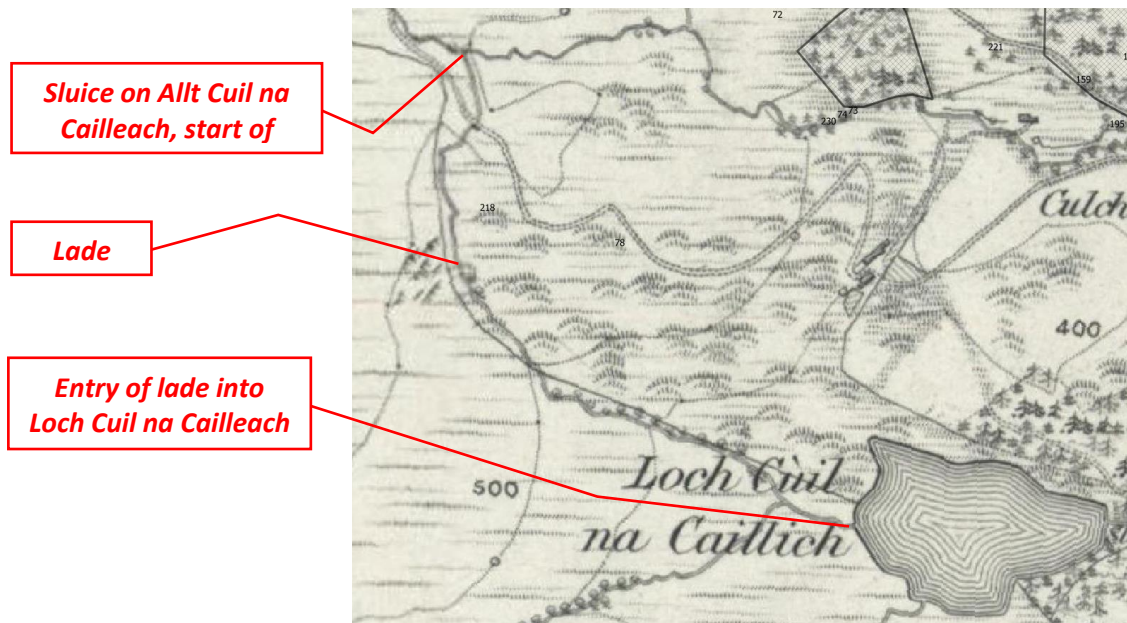 Sluice on Allt Cuil na
Cailleach, start of
Lade
Entry of lade into
Loch Cuil na Cailleach
72
221
159
195
230
74
73
218
78
Culch
400
500
Loch Cùil
na Caillich